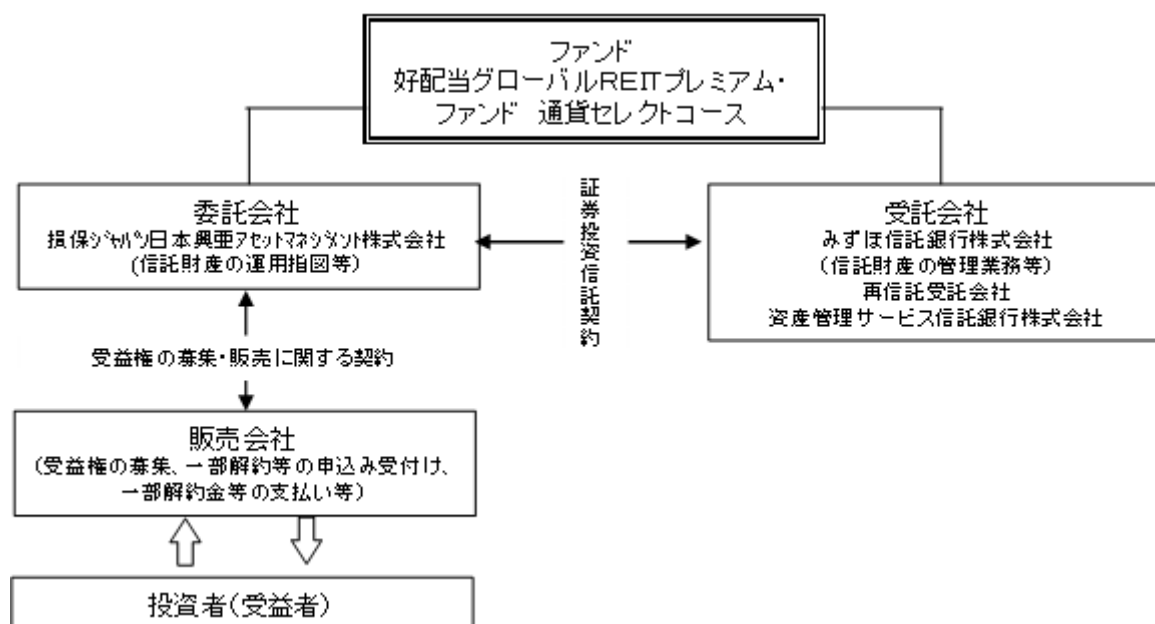 ファンド
好配当グローバルREITプレミアム・
ファンド　通貨セレクトコース
委託会社
損保ｼﾞｬﾊﾟﾝ日本興亜ｱｾｯﾄﾏﾈｼﾞﾒﾝﾄ株式会社
(信託財産の運用指図等）
証券投資信託契約
受託会社
みずほ信託銀行株式会社
（信託財産の管理業務等）
再信託受託会社
資産管理サービス信託銀行株式会社
受益権の募集・販売に関する契約
販売会社
（受益権の募集、一部解約等の申込み受付け、
一部解約金等の支払い等）
投資者（受益者）